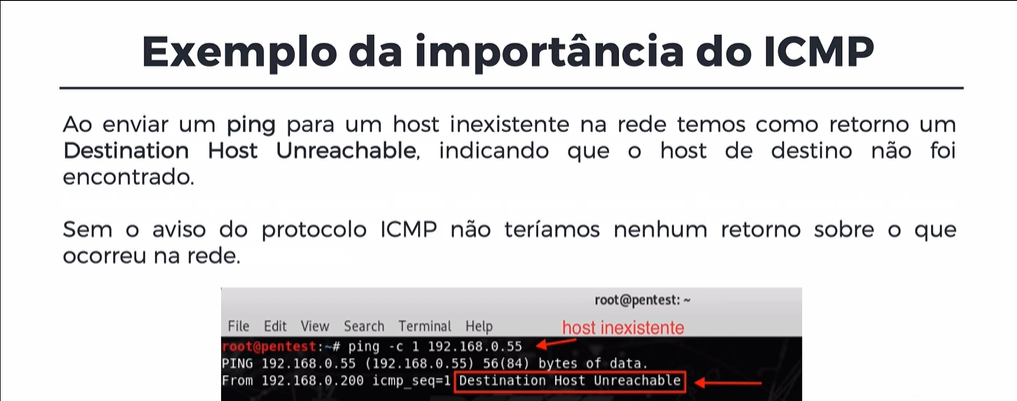 Exemplo da importância do ICMP
Ao enviar um ping para um host inexistente na rede temos como retorno um
Destination Host Unreachable, indicando que o host de destino não foi
encontrado.
Sem o aviso do protocolo ICMP não teríamos nenhum retorno sobre o que
ocorreu na rede.
root@pentest: ~
File Edit View Search Terminal Help
host inexistente
root@pentest:~# ping -c 1 192.168.0.55
PING 192.168.0.55 (192.168.0.55) 56(84) bytes of data.
From 192.168.0.200 icmp_seq=1 Destination Host Unreachable